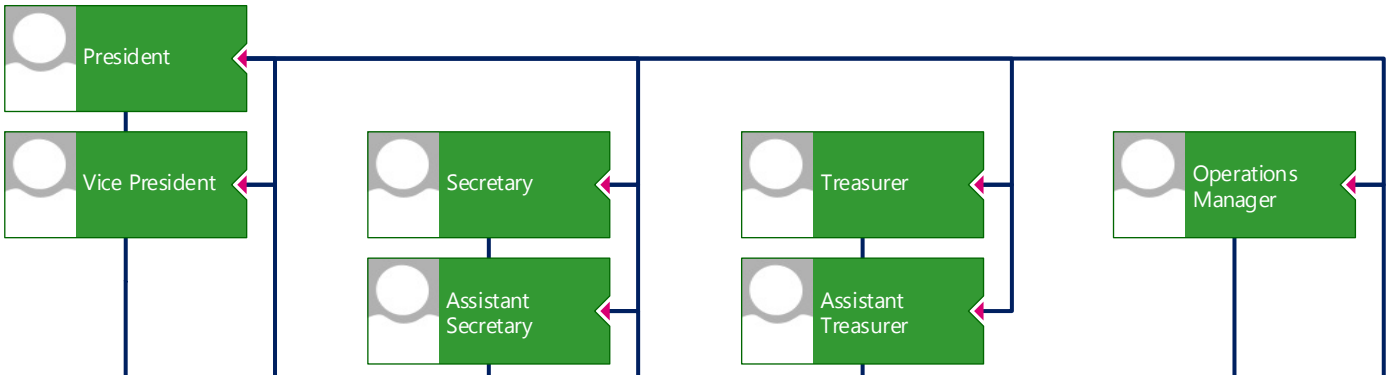 President
Vice President
Secretary
Treasurer
Operations
Manager
Assistant
Secretary
Assistant
Treasurer